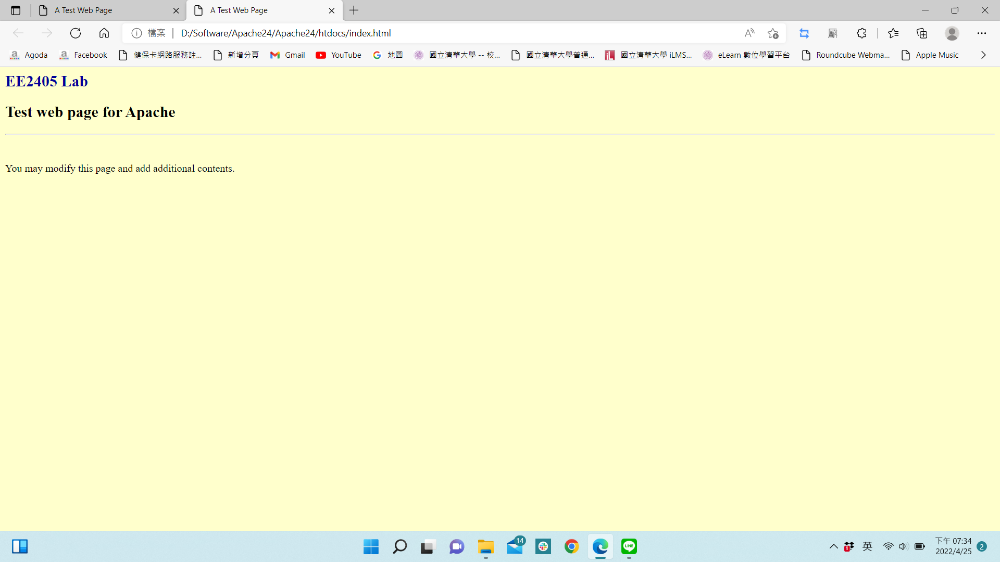 A Test Web Page
A Test Web Page
檔案 D:/Software/Apache24/Apache24/htdocs/index.html
Agoda Facebook 健保卡網路服務註... 新增分頁 Gmail YouTube 地圖 國立清華大學 -- 校... 國立清華大學普通... 國立清華大學 iLMS... eLearn 數位學習平台 Roundcube Webma... Apple Music
EE2405 Lab
Test web page for Apache
You may modify this page and add additional contents.
14
LINE
1
英
下午 07:34
2022/4/25
2